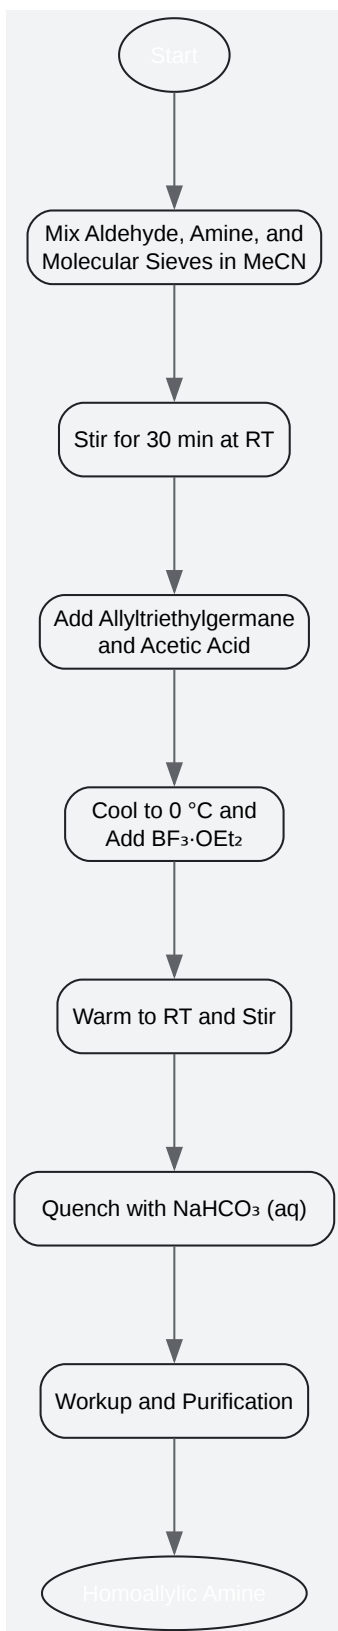 Start
Mix Aldehyde, Amine, and
Molecular Sieves in MeCN
Stir for 30 min at RT
Add Allyltriethylgermane
and Acetic Acid
Cool to 0 °C and
Add BF₃·OEt₂
Warm to RT and Stir
Quench with NaHCO₃ (aq)
Workup and Purification
Homoallylic Amine